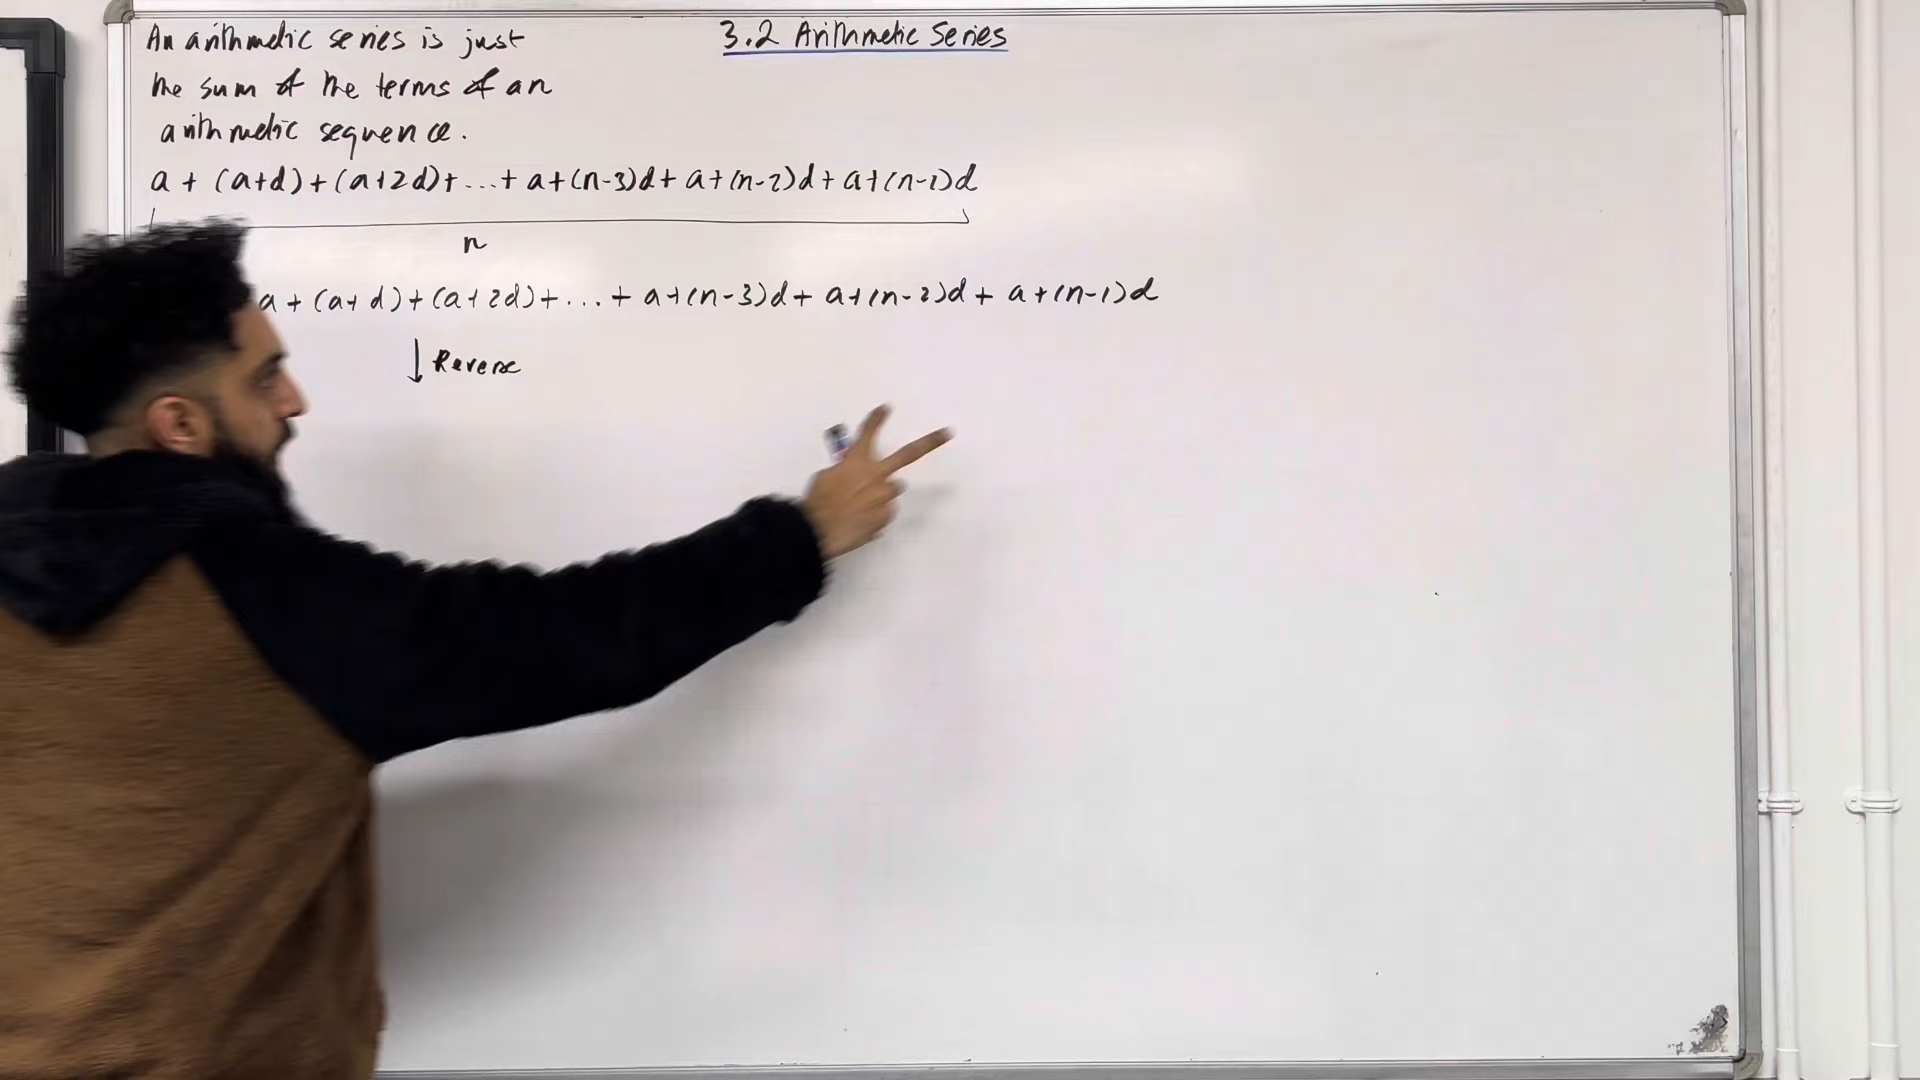 3.2 Arithmetic Series
An arithmetic series is just
the sum of the terms of an
arithmetic sequence.
a + (a+d)+(a+2d)+...+ a+(n-3)d+ a+(n-2)d+ a+(n-1)d
n
a + (a+d)+(a+2d)+...+ a+(n-3)d+ a+(n-2)d+ a+(n-1)d
↓ Reverse